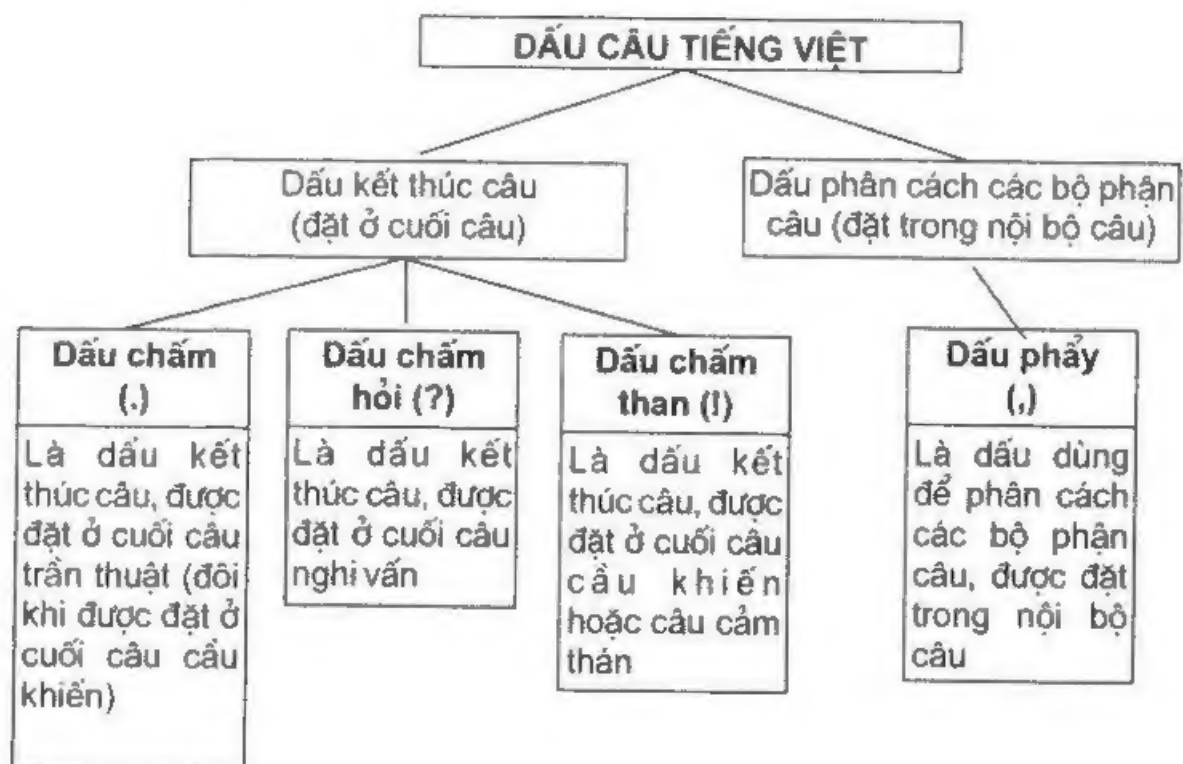 DẤU CÂU TIẾNG VIỆT
Dấu kết thúc câu
(đặt ở cuối câu)
Dấu phân cách các bộ phận
câu (đặt trong nội bộ câu)
Dấu chấm
(.)
Là dấu kết
thúc câu, được
đặt ở cuối câu
trần thuật (đôi
khi được đặt ở
cuối câu cầu
khiến)
Dấu chấm
hỏi (?)
Là dấu kết
thúc câu, được
đặt ở cuối câu
nghi vấn
Dấu chấm
than (!)
Là dấu kết
thúc câu, được
đặt ở cuối câu
cầu khiến
hoặc câu cảm
thán
Dấu phẩy
(,)
Là dấu dùng
để phân cách
các bộ phận
câu, được đặt
trong nội bộ
câu